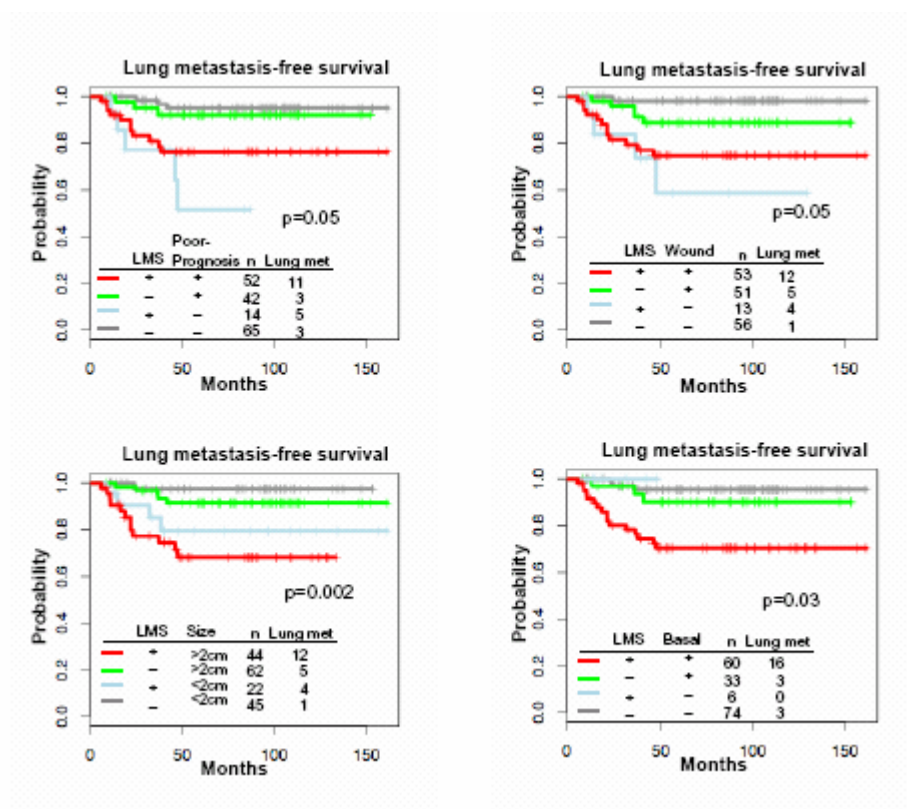 Lung metastasis-free survival
Probability
1.0
0.8
0.6
0.4
0.2
0.0
p=0.05
Poor-
LMS Prognosis n Lung met
+ + 52 11
– + 42 3
+ – 14 5
– – 65 3
0 50 100 150
Months
Lung metastasis-free survival
Probability
1.0
0.8
0.6
0.4
0.2
0.0
p=0.05
LMS Wound n Lung met
+ + 53 12
– + 51 5
+ – 13 4
– – 56 1
0 50 100 150
Months
Lung metastasis-free survival
Probability
1.0
0.8
0.6
0.4
0.2
0.0
p=0.002
LMS Size n Lung met
+ >2cm 44 12
– >2cm 62 5
+ <2cm 22 4
– <2cm 45 1
0 50 100 150
Months
Lung metastasis-free survival
Probability
1.0
0.8
0.6
0.4
0.2
0.0
p=0.03
LMS Basal n Lung met
+ + 60 16
– + 33 3
+ – 6 0
– – 74 3
0 50 100 150
Months